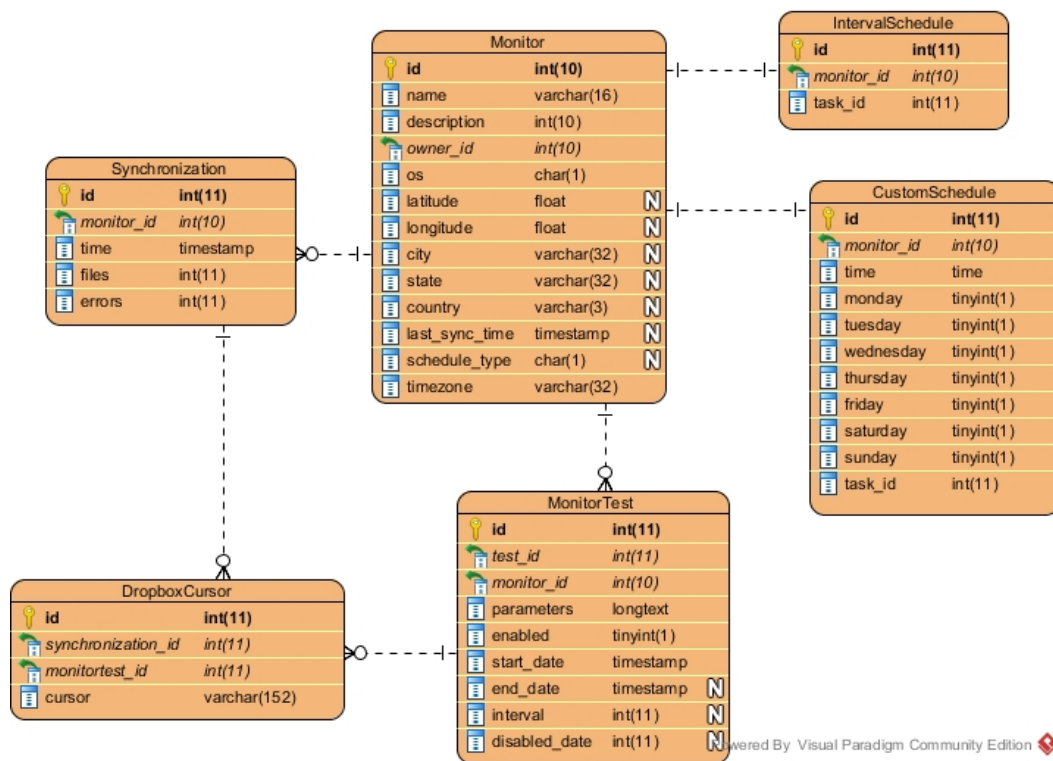 Monitor
id int(10)
name varchar(16)
description int(10)
owner_id int(10)
os char(1)
latitude float N
longitude float N
city varchar(32) N
state varchar(32) N
country varchar(3) N
last_sync_time timestamp N
schedule_type char(1) N
timezone varchar(32)
IntervalSchedule
id int(11)
monitor_id int(10)
task_id int(11)
Synchronization
id int(11)
monitor_id int(10)
time timestamp
files int(11)
errors int(11)
CustomSchedule
id int(11)
monitor_id int(10)
time time
monday tinyint(1)
tuesday tinyint(1)
wednesday tinyint(1)
thursday tinyint(1)
friday tinyint(1)
saturday tinyint(1)
sunday tinyint(1)
task_id int(11)
MonitorTest
id int(11)
test_id int(11)
monitor_id int(10)
parameters longtext
enabled tinyint(1)
start_date timestamp
end_date timestamp N
interval int(11) N
disabled_date int(11) N
DropboxCursor
id int(11)
synchronization_id int(11)
monitortest_id int(11)
cursor varchar(152)
wered By Visual Paradigm Community Edition